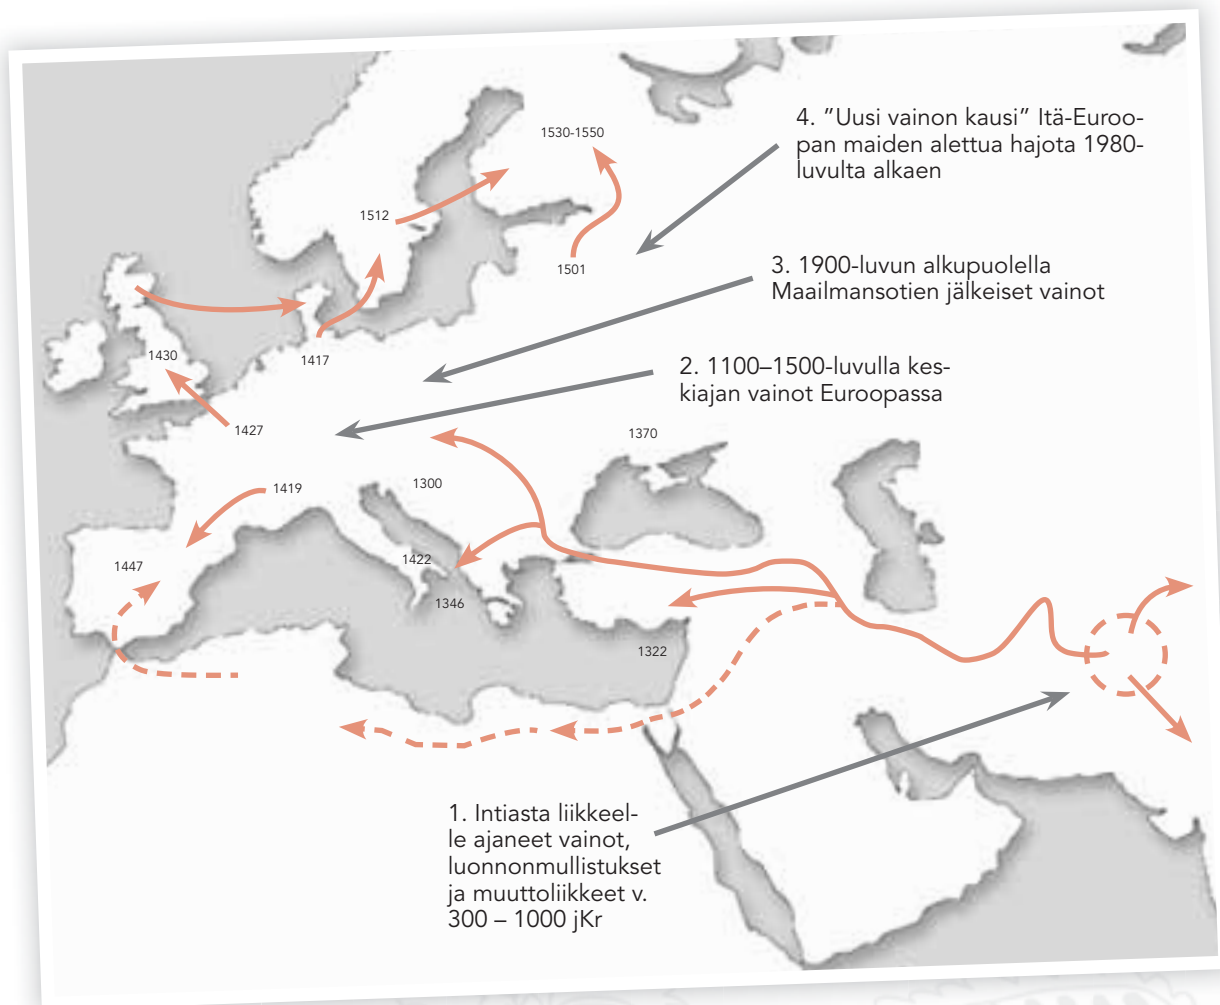 4. ”Uusi vainon kausi” Itä-Euroo-
pan maiden alettua hajota 1980-
luvulta alkaen
1530-1550
1512
1501
3. 1900-luvun alkupuolella
Maailmansotien jälkeiset vainot
1430
1417
2. 1100–1500-luvulla kes-
kiajan vainot Euroopassa
1427
1370
1419
1300
1447
1422
1346
1322
1. Intiasta liikkeel-
le ajaneet vainot,
luonnonmullistukset
ja muuttoliikkeet v.
300 – 1000 jKr